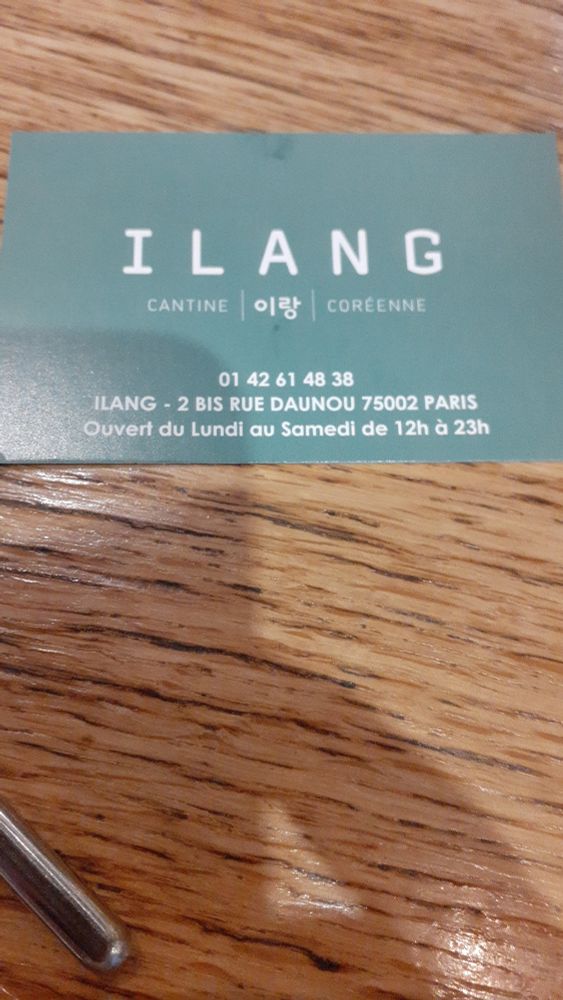 ILANG
CANTINE | 이랑 | CORÉENNE
01 42 61 48 38
ILANG - 2 BIS RUE DAUNOU 75002 PARIS
Ouvert du Lundi au Samedi de 12h à 23h